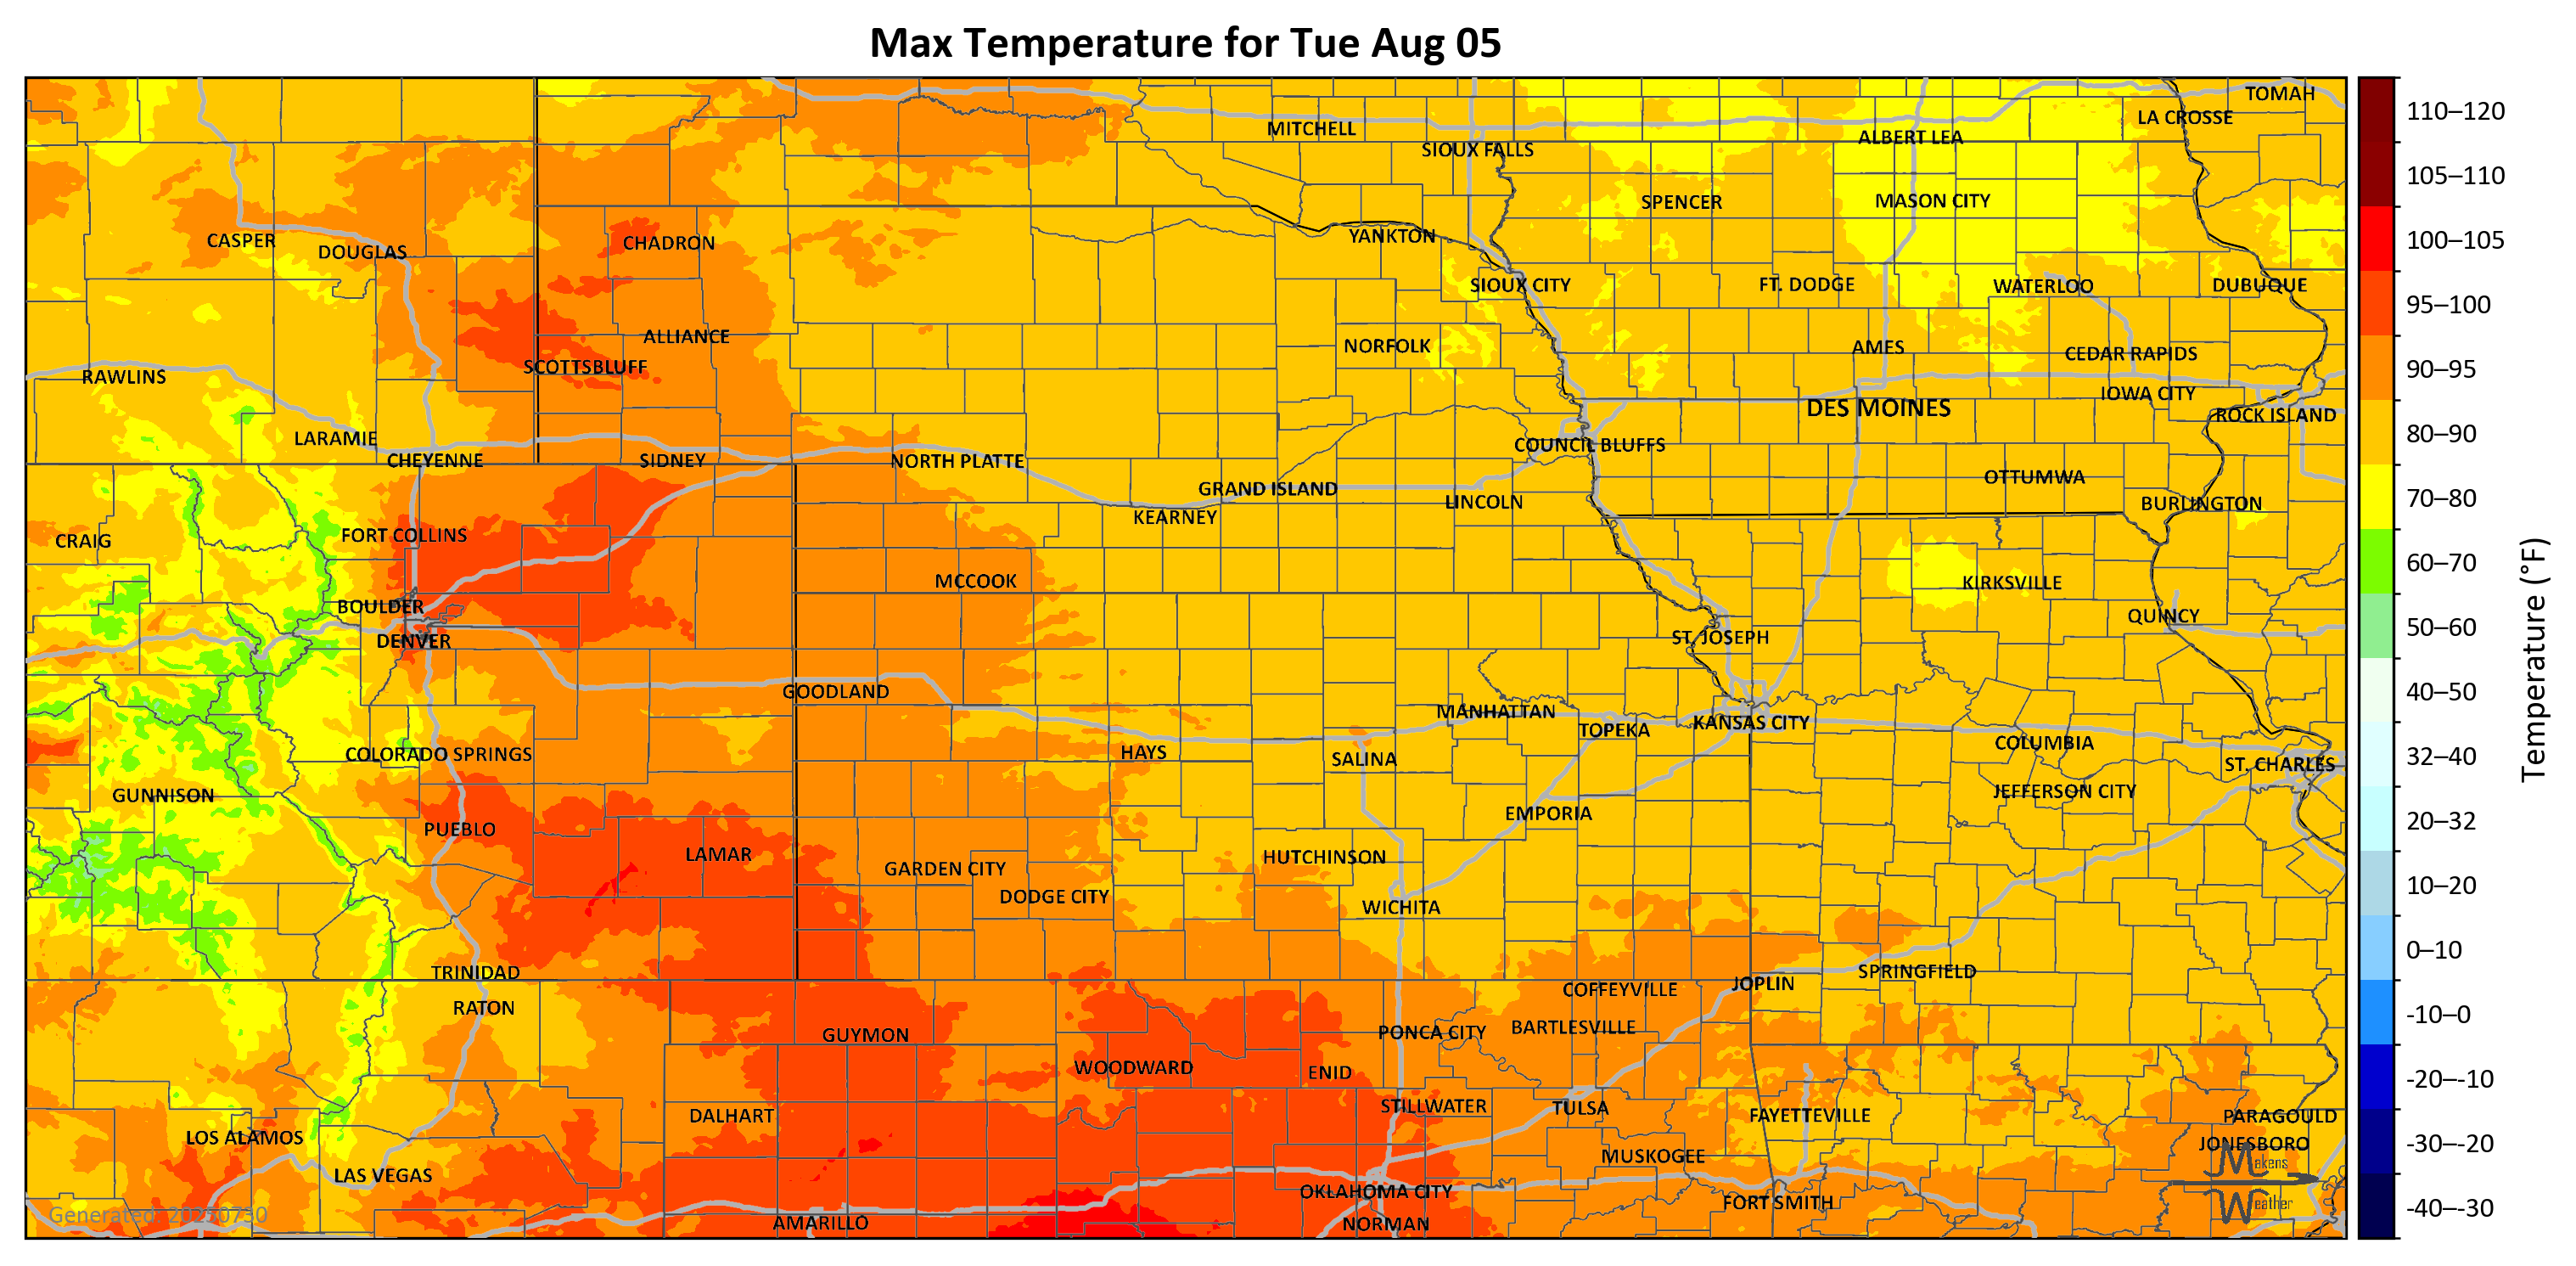 Max Temperature for Tue Aug 05
TOMAH
LA CROSSE
MITCHELL
ALBERT LEA
SIOUX FALLS
SPENCER
MASON CITY
CASPER
DOUGLAS
CHADRON
YANKTON
SIOUX CITY
FT. DODGE
WATERLOO
DUBUQUE
ALLIANCE
NORFOLK
AMES
CEDAR RAPIDS
SCOTTSBLUFF
RAWLINS
IOWA CITY
DES MOINES
ROCK ISLAND
LARAMIE
COUNCIL BLUFFS
CHEYENNE
SIDNEY
NORTH PLATTE
OTTUMWA
GRAND ISLAND
LINCOLN
BURLINGTON
KEARNEY
CRAIG
FORT COLLINS
MCCOOK
KIRKSVILLE
BOULDER
QUINCY
DENVER
ST. JOSEPH
GOODLAND
MANHATTAN
TOPEKA
KANSAS CITY
COLUMBIA
COLORADO SPRINGS
HAYS
SALINA
ST. CHARLES
GUNNISON
JEFFERSON CITY
EMPORIA
PUEBLO
LAMAR
HUTCHINSON
GARDEN CITY
DODGE CITY
WICHITA
TRINIDAD
SPRINGFIELD
JOPLIN
COFFEYVILLE
RATON
GUYMON
PONCA CITY
BARTLESVILLE
WOODWARD
ENID
DALHART
STILLWATER
TULSA
FAYETTEVILLE
PARAGOULD
LOS ALAMOS
JONESBORO
MUSKOGEE
Makens
LAS VEGAS
OKLAHOMA CITY
FORT SMITH
Weather
Generated: 20250730
AMARILLO
NORMAN
110–120
105–110
100–105
95–100
90–95
80–90
70–80
60–70
50–60
40–50
32–40
20–32
10–20
0–10
-10–0
-20–-10
-30–-20
-40–-30
Temperature (°F)